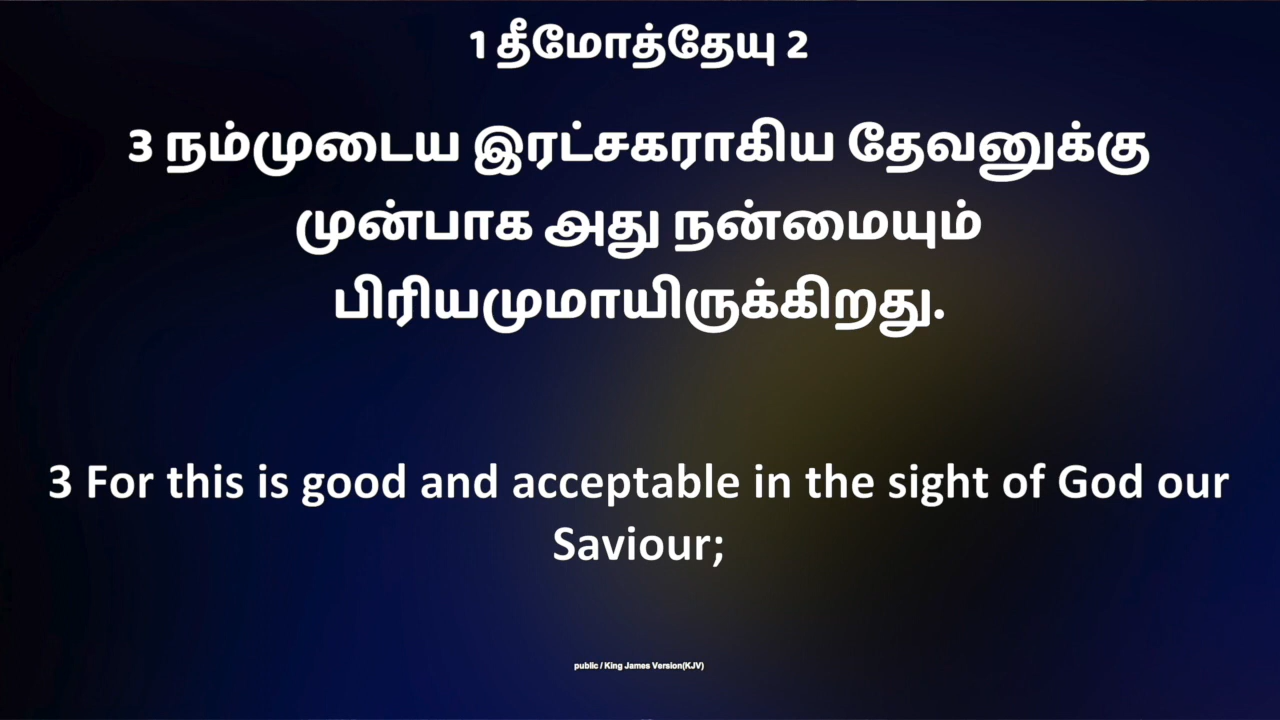 1 தீமோத்தேயு 2
3 நம்முடைய இரட்சகராகிய தேவனுக்கு
முன்பாக அது நன்மையும்
பிரியமுமாயிருக்கிறது.
3 For this is good and acceptable in the sight of God our
Saviour;
public / King James Version(KJV)